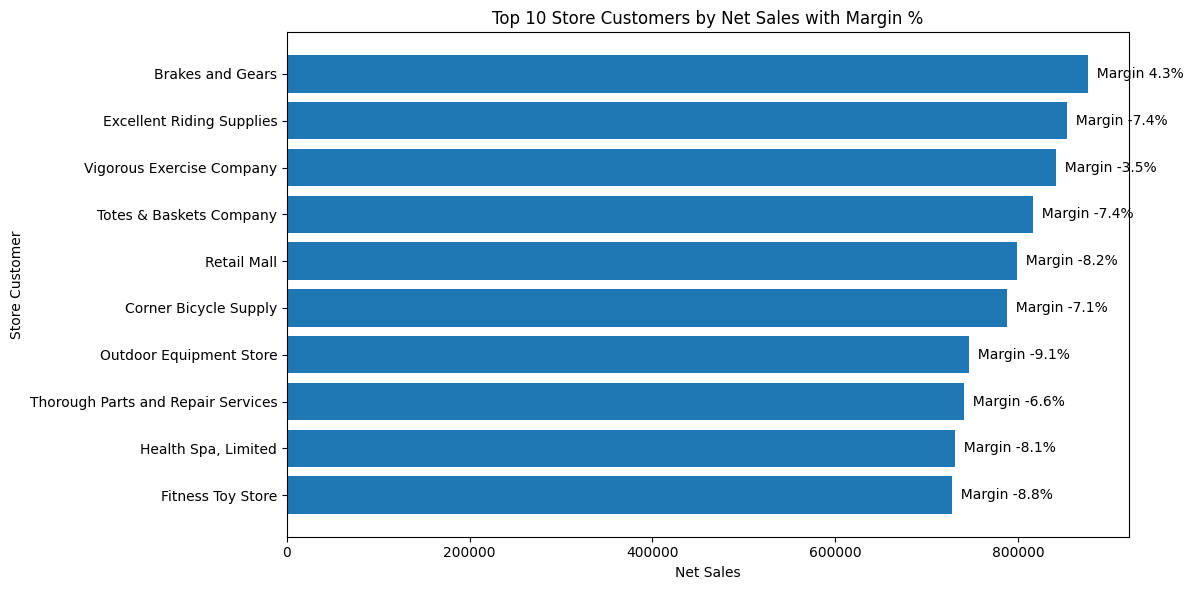 Top 10 Store Customers by Net Sales with Margin %
Brakes and Gears
Margin 4.3%
Excellent Riding Supplies
Margin -7.4%
Vigorous Exercise Company
Margin -3.5%
Totes & Baskets Company
Margin -7.4%
Retail Mall
Margin -8.2%
Corner Bicycle Supply
Margin -7.1%
Outdoor Equipment Store
Margin -9.1%
Thorough Parts and Repair Services
Margin -6.6%
Health Spa, Limited
Margin -8.1%
Fitness Toy Store
Margin -8.8%
Store Customer
0 200000 400000 600000 800000
Net Sales